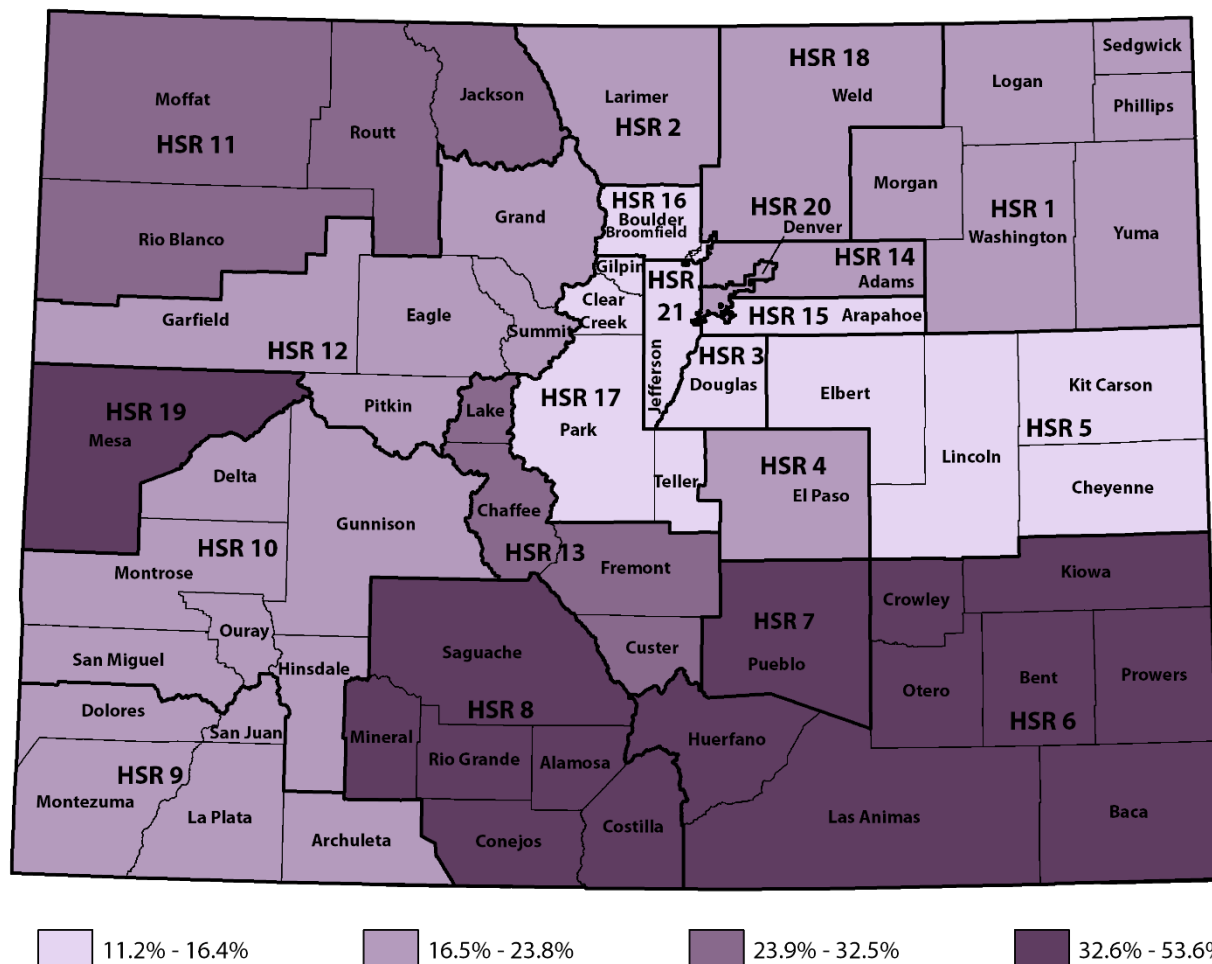 Sedgwick
HSR 18
Logan
Moffat
Jackson
Larimer
Weld
Phillips
HSR 2
HSR 11
Routt
Morgan
HSR 16
HSR 20
HSR 1
Grand
Boulder
Denver
Broomfield
Washington
Yuma
Rio Blanco
HSR 14
Gilpin
HSR
21
Adams
Clear
Creek
HSR 15
Arapahoe
Garfield
Eagle
Summit
HSR 12
HSR 3
Douglas
Jefferson
Elbert
Kit Carson
HSR 19
Mesa
Pitkin
Lake
HSR 17
Park
HSR 5
Lincoln
Delta
Teller
HSR 4
El Paso
Cheyenne
Gunnison
Chaffee
HSR 10
HSR 13
Montrose
Fremont
Kiowa
Crowley
Ouray
HSR 7
San Miguel
Hinsdale
Saguache
Custer
Pueblo
Otero
Bent
Prowers
Dolores
HSR 8
HSR 6
San Juan
Mineral
Huerfano
Rio Grande
Alamosa
HSR 9
Montezuma
La Plata
Archuleta
Conejos
Costilla
Las Animas
Baca
11.2% - 16.4%
16.5% - 23.8%
23.9% - 32.5%
32.6% - 53.6%